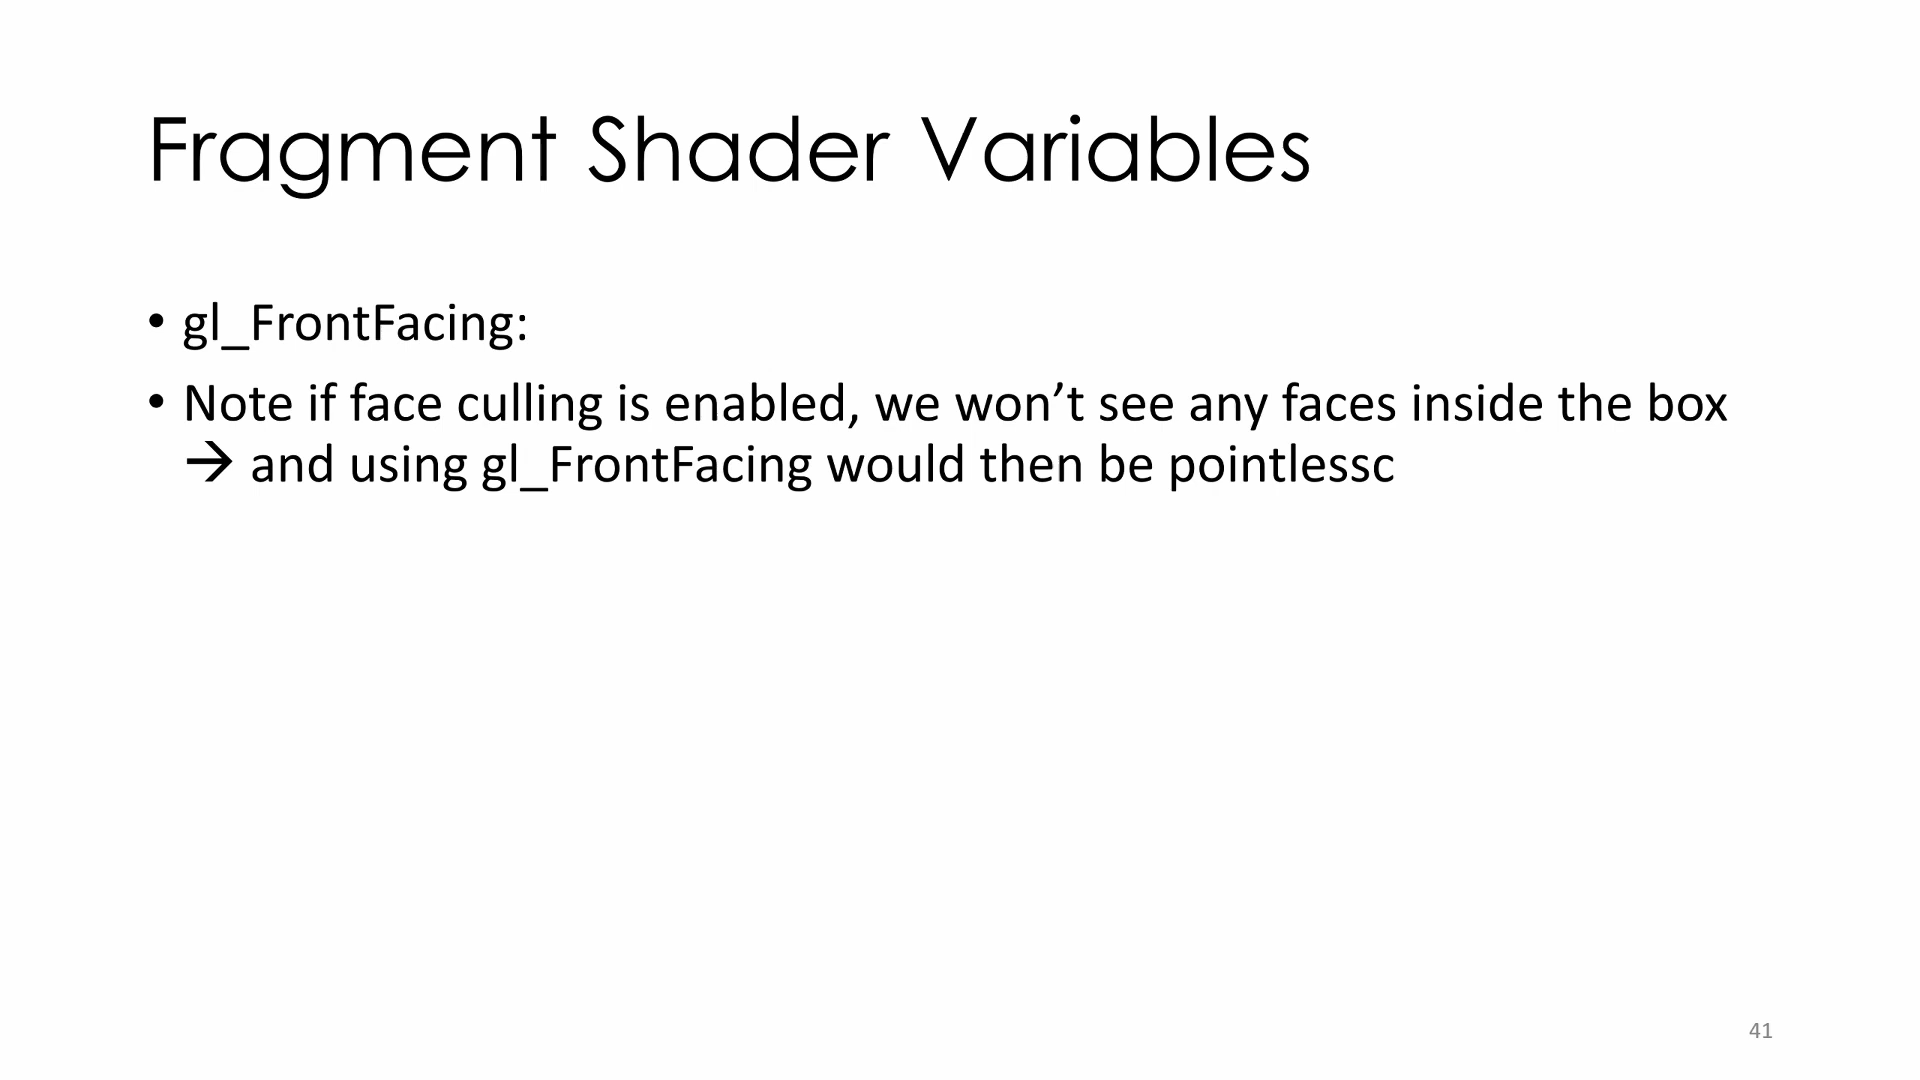 Fragment Shader Variables
• gl_FrontFacing:
• Note if face culling is enabled, we won’t see any faces inside the box
→ and using gl_FrontFacing would then be pointlessc
41